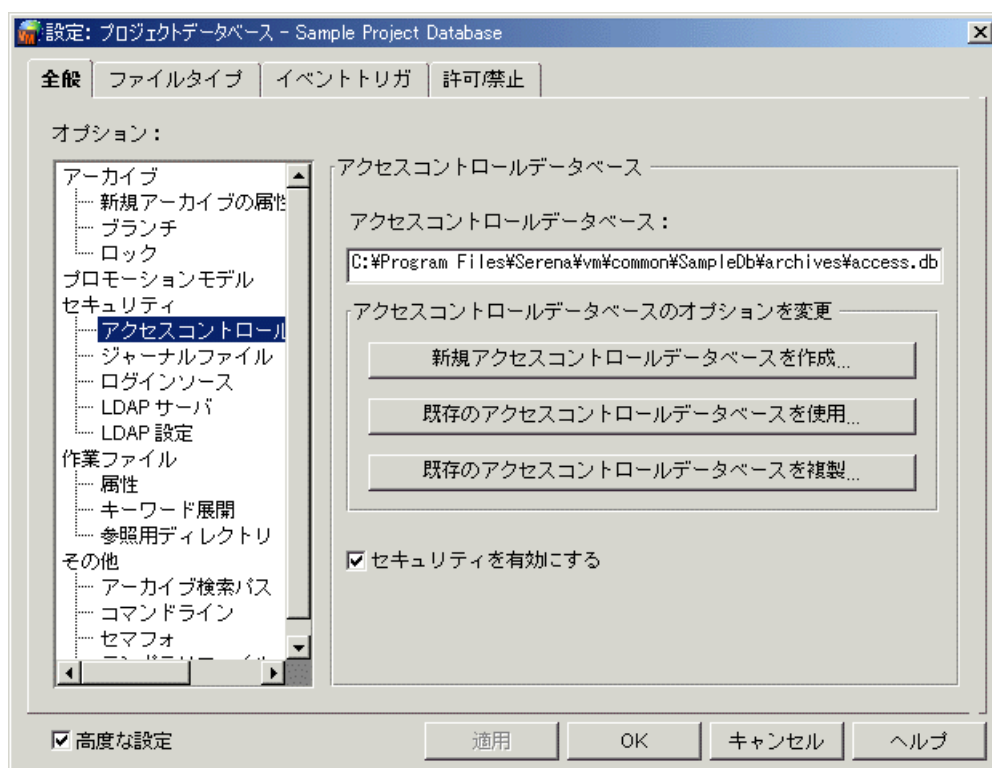 設定: プロジェクトデータベース - Sample Project Database
全般 ファイルタイプ イベントトリガ 許可/禁止
オプション：
アーカイブ
新規アーカイブの属性
ブランチ
ロック
プロモーションモデル
セキュリティ
アクセスコントロール
ジャーナルファイル
ログインソース
LDAP サーバ
LDAP 設定
作業ファイル
属性
キーワード展開
参照用ディレクトリ
その他
アーカイブ検索パス
コマンドライン
セマフォ
アクセスコントロールデータベース
アクセスコントロールデータベース：
C:¥Program Files¥Serena¥vm¥common¥SampleDb¥archives¥access.db
アクセスコントロールデータベースのオプションを変更
新規アクセスコントロールデータベースを作成...
既存のアクセスコントロールデータベースを使用...
既存のアクセスコントロールデータベースを複製...
セキュリティを有効にする
高度な設定
適用
OK
キャンセル
ヘルプ